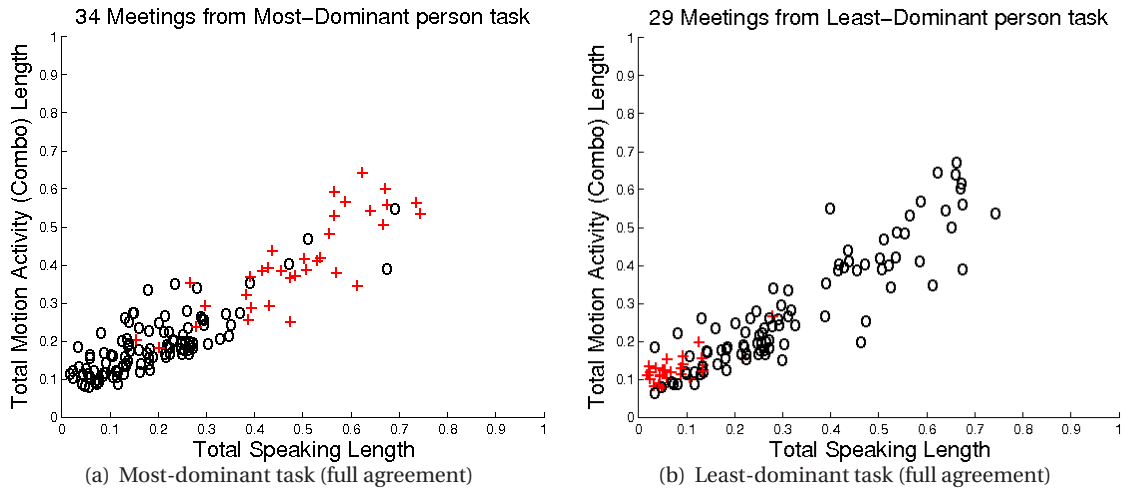 34 Meetings from Most−Dominant person task
29 Meetings from Least−Dominant person task
Total Motion Activity (Combo) Length
1
0.9
0.8
0.7
0.6
0.5
0.4
0.3
0.2
0.1
0
0 0.1 0.2 0.3 0.4 0.5 0.6 0.7 0.8 0.9 1
Total Speaking Length
(a) Most-dominant task (full agreement)
Total Motion Activity (Combo) Length
1
0.9
0.8
0.7
0.6
0.5
0.4
0.3
0.2
0.1
0
0 0.1 0.2 0.3 0.4 0.5 0.6 0.7 0.8 0.9 1
Total Speaking Length
(b) Least-dominant task (full agreement)